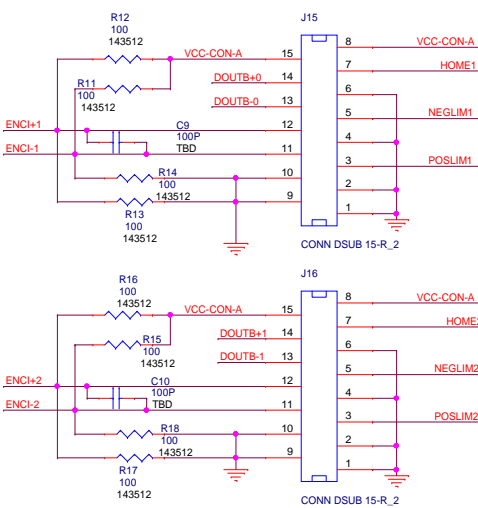 R12
100
143512
J15
VCC-CON-A
15
8
VCC-CON-A
R11
100
143512
DOUTB+0
14
7
HOME1
DOUTB-0
13
6
ENCI+1
C9
100P
TBD
12
5
NEGLIM1
ENCI-1
11
4
R14
100
143512
10
3
POSLIM1
9
2
R13
100
143512
1
CONN DSUB 15-R_2
R16
100
143512
J16
VCC-CON-A
15
8
VCC-CON-A
R15
100
143512
DOUTB+1
14
7
HOME2
DOUTB-1
13
6
ENCI+2
C10
100P
TBD
12
5
NEGLIM2
ENCI-2
11
4
R18
100
143512
10
3
POSLIM2
9
2
R17
100
143512
1
CONN DSUB 15-R_2